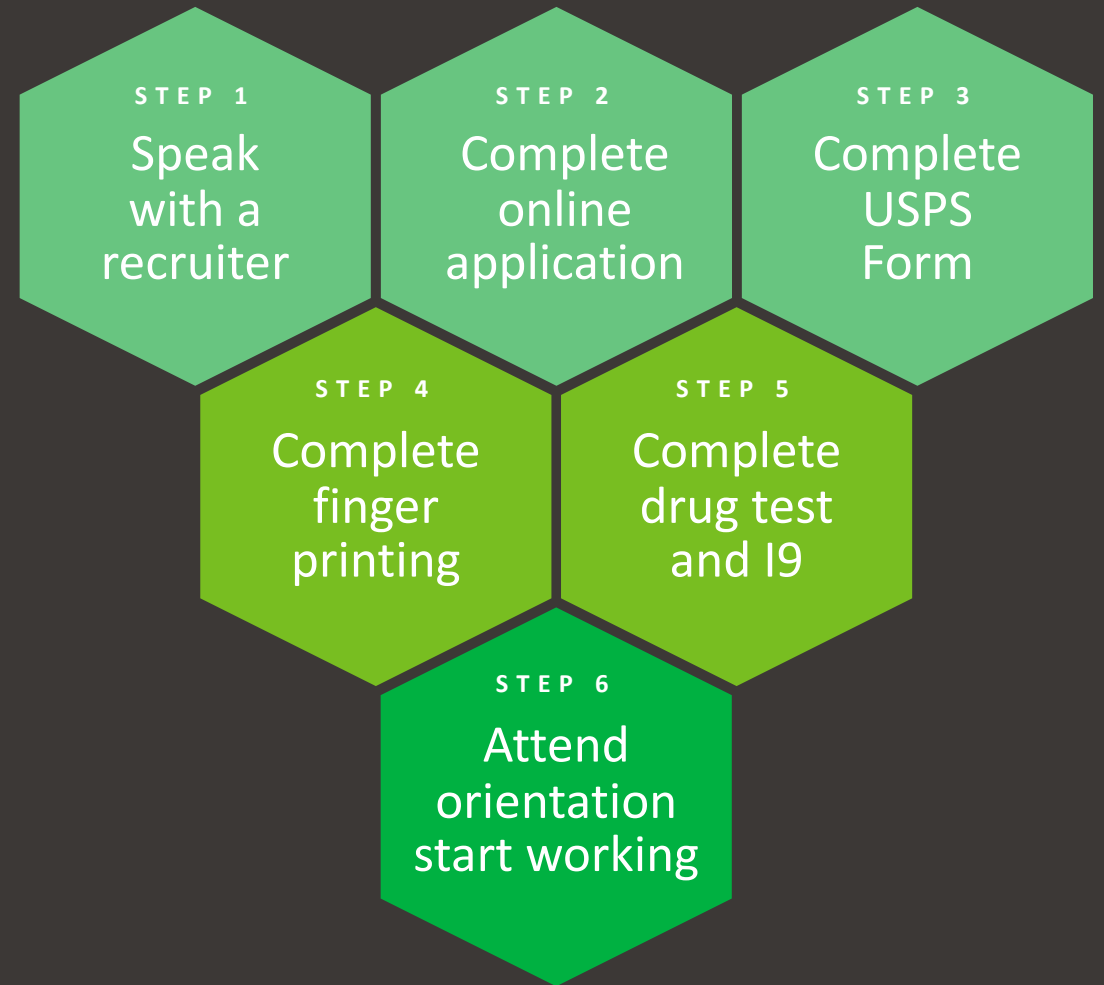 STEP 1
Speak
with a
recruiter
STEP 2
Complete
online
application
STEP 3
Complete
USPS
Form
STEP 4
Complete
finger
printing
STEP 5
Complete
drug test
and I9
STEP 6
Attend
orientation
start working